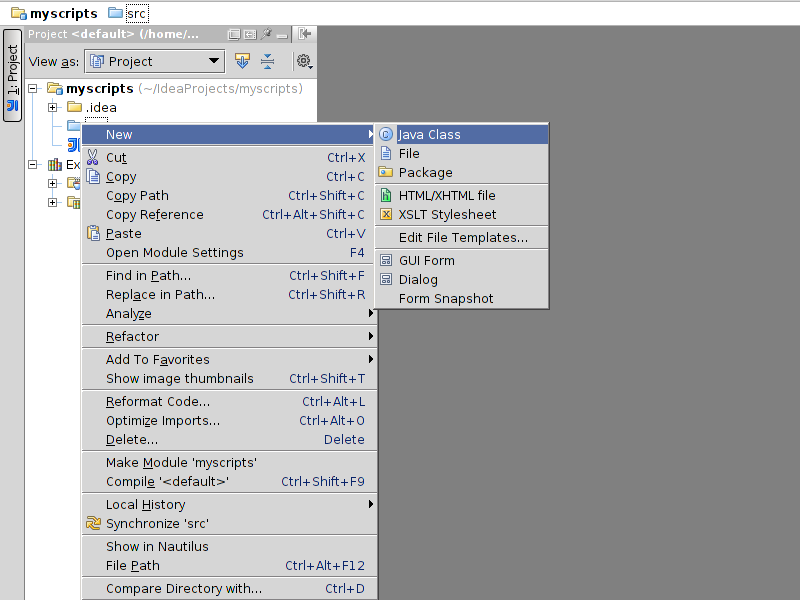 myscripts src
Project <default> (/home/...
1: Project
View as: Project
myscripts (~/IdeaProjects/myscripts)
.idea
Ex
New
Cut Ctrl+X
Copy Ctrl+C
Copy Path Ctrl+Shift+C
Copy Reference Ctrl+Alt+Shift+C
Paste Ctrl+V
Open Module Settings F4
Find in Path... Ctrl+Shift+F
Replace in Path... Ctrl+Shift+R
Analyze
Refactor
Add To Favorites
Show image thumbnails Ctrl+Shift+T
Reformat Code... Ctrl+Alt+L
Optimize Imports... Ctrl+Alt+O
Delete... Delete
Make Module 'myscripts'
Compile '<default>' Ctrl+Shift+F9
Local History
Synchronize 'src'
Show in Nautilus
File Path Ctrl+Alt+F12
Compare Directory with... Ctrl+D
Java Class
File
Package
HTML/XHTML file
XSLT Stylesheet
Edit File Templates...
GUI Form
Dialog
Form Snapshot